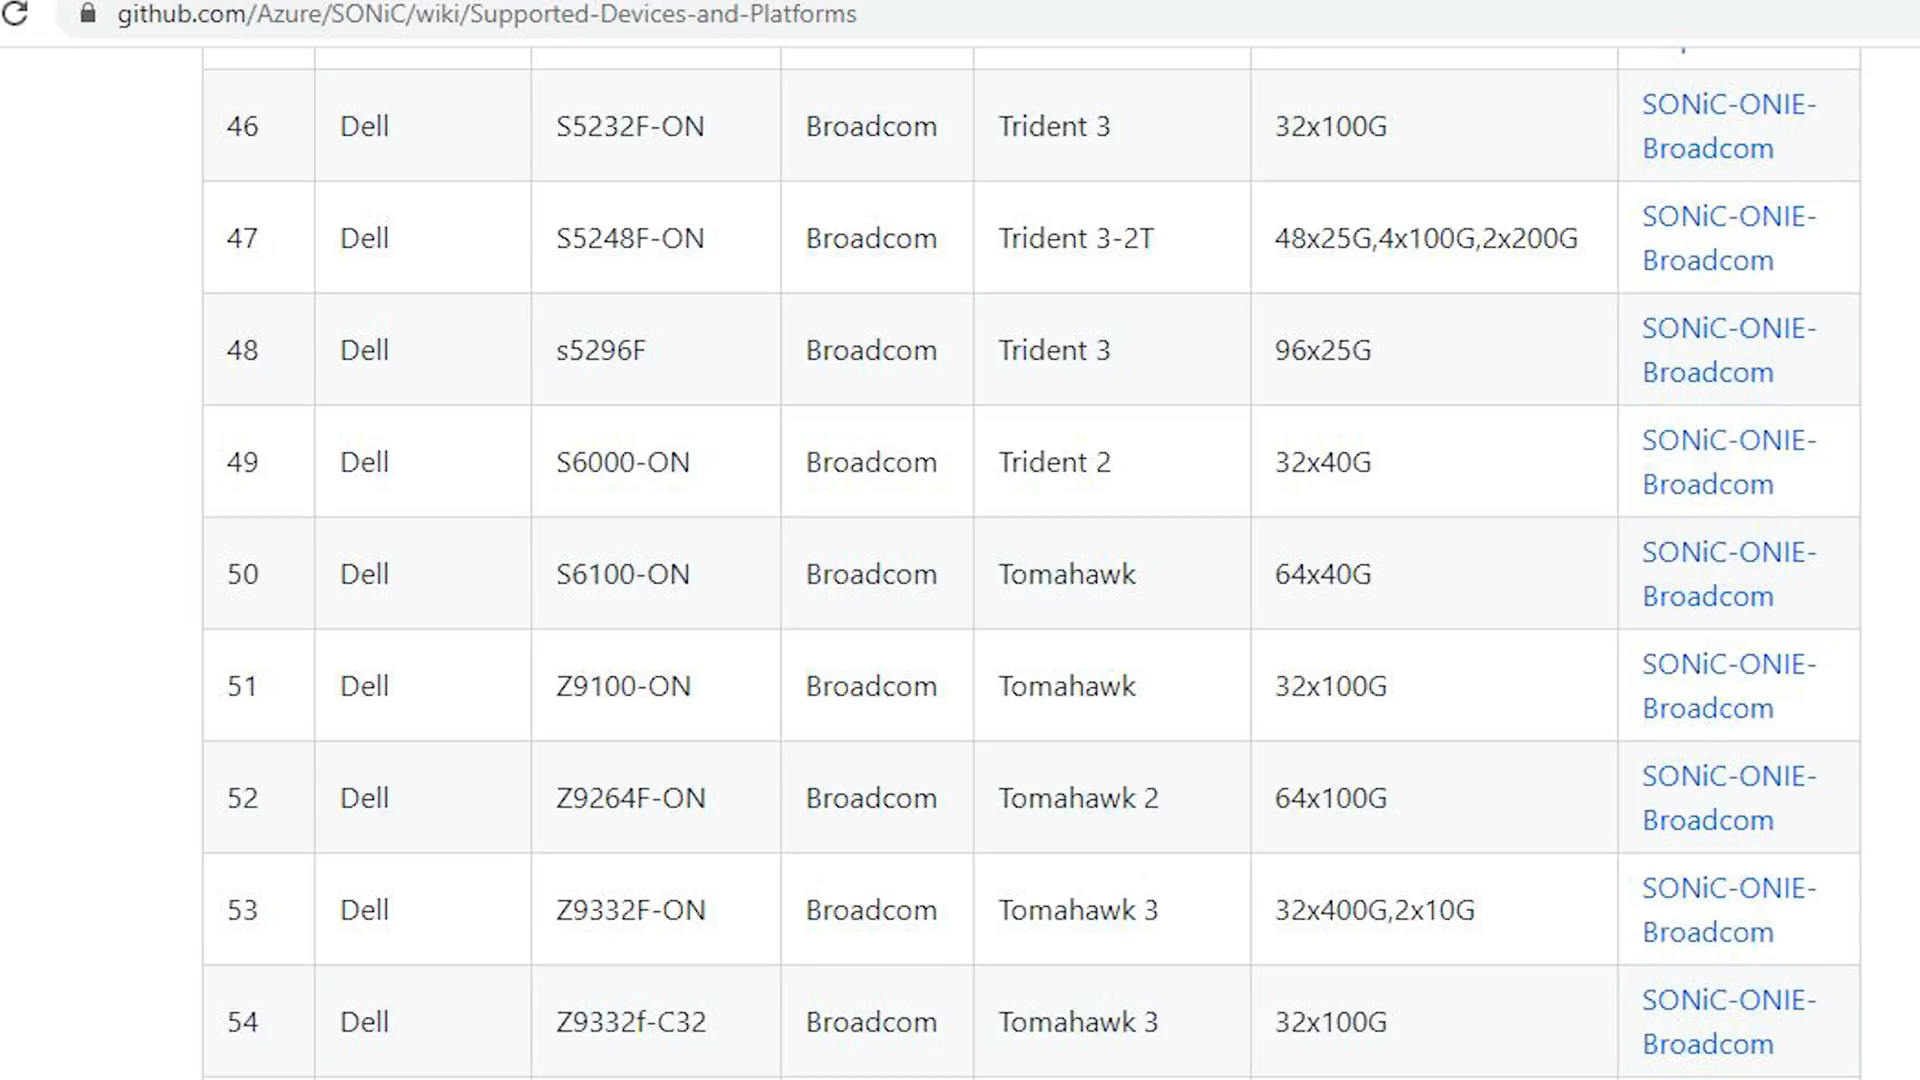 github.com/Azure/SONiC/wiki/Supported-Devices-and-Platforms
46 Dell S5232F-ON Broadcom Trident 3 32x100G SONiC-ONIE-
Broadcom
47 Dell S5248F-ON Broadcom Trident 3-2T 48x25G,4x100G,2x200G SONiC-ONIE-
Broadcom
48 Dell s5296F Broadcom Trident 3 96x25G SONiC-ONIE-
Broadcom
49 Dell S6000-ON Broadcom Trident 2 32x40G SONiC-ONIE-
Broadcom
50 Dell S6100-ON Broadcom Tomahawk 64x40G SONiC-ONIE-
Broadcom
51 Dell Z9100-ON Broadcom Tomahawk 32x100G SONiC-ONIE-
Broadcom
52 Dell Z9264F-ON Broadcom Tomahawk 2 64x100G SONiC-ONIE-
Broadcom
53 Dell Z9332F-ON Broadcom Tomahawk 3 32x400G,2x10G SONiC-ONIE-
Broadcom
54 Dell Z9332f-C32 Broadcom Tomahawk 3 32x100G SONiC-ONIE-
Broadcom